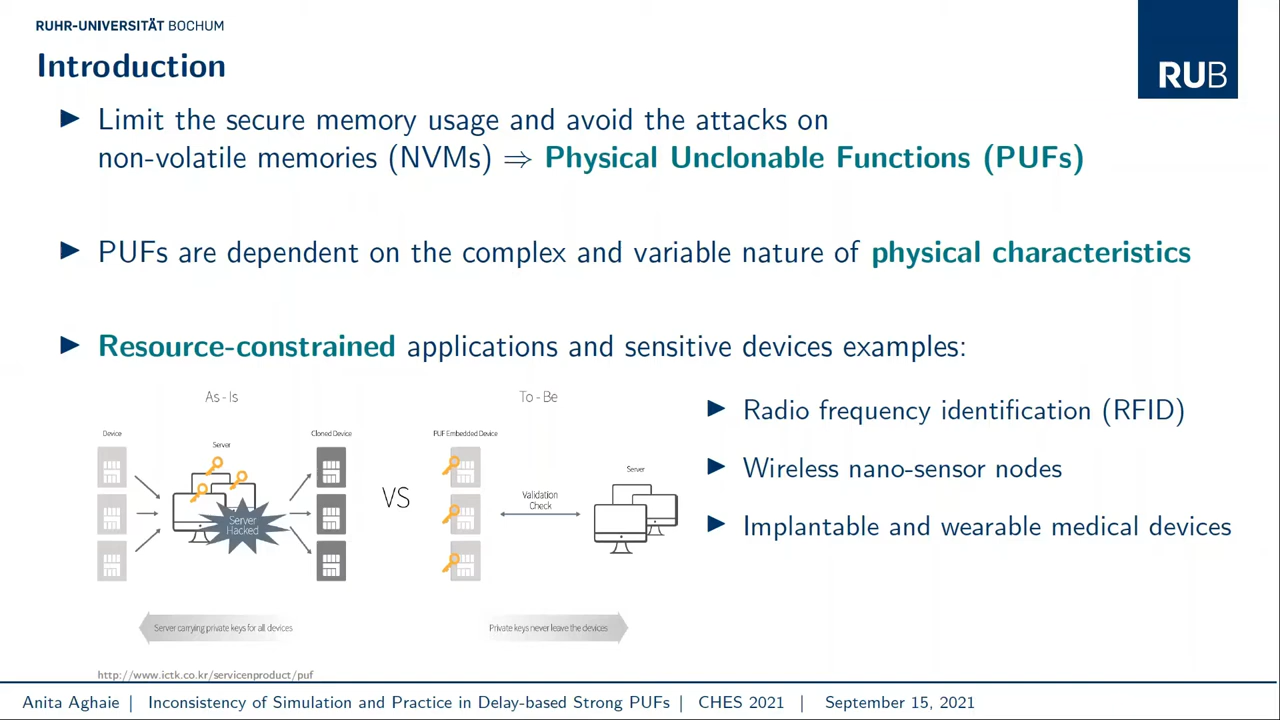 RUHR-UNIVERSITÄT BOCHUM
RUB
Introduction
▶ Limit the secure memory usage and avoid the attacks on
non-volatile memories (NVMs) ⇒ Physical Unclonable Functions (PUFs)
▶ PUFs are dependent on the complex and variable nature of physical characteristics
▶ Resource-constrained applications and sensitive devices examples:
As - Is
Device
Server
Cloned Device
Server
Hacked
Server carrying private keys for all devices
VS
To - Be
PUF Embedded Device
Server
Validation
Check
Private keys never leave the devices
▶ Radio frequency identification (RFID)
▶ Wireless nano-sensor nodes
▶ Implantable and wearable medical devices
http://www.ictk.co.kr/servicenproduct/puf
Anita Aghaie | Inconsistency of Simulation and Practice in Delay-based Strong PUFs | CHES 2021 | September 15, 2021